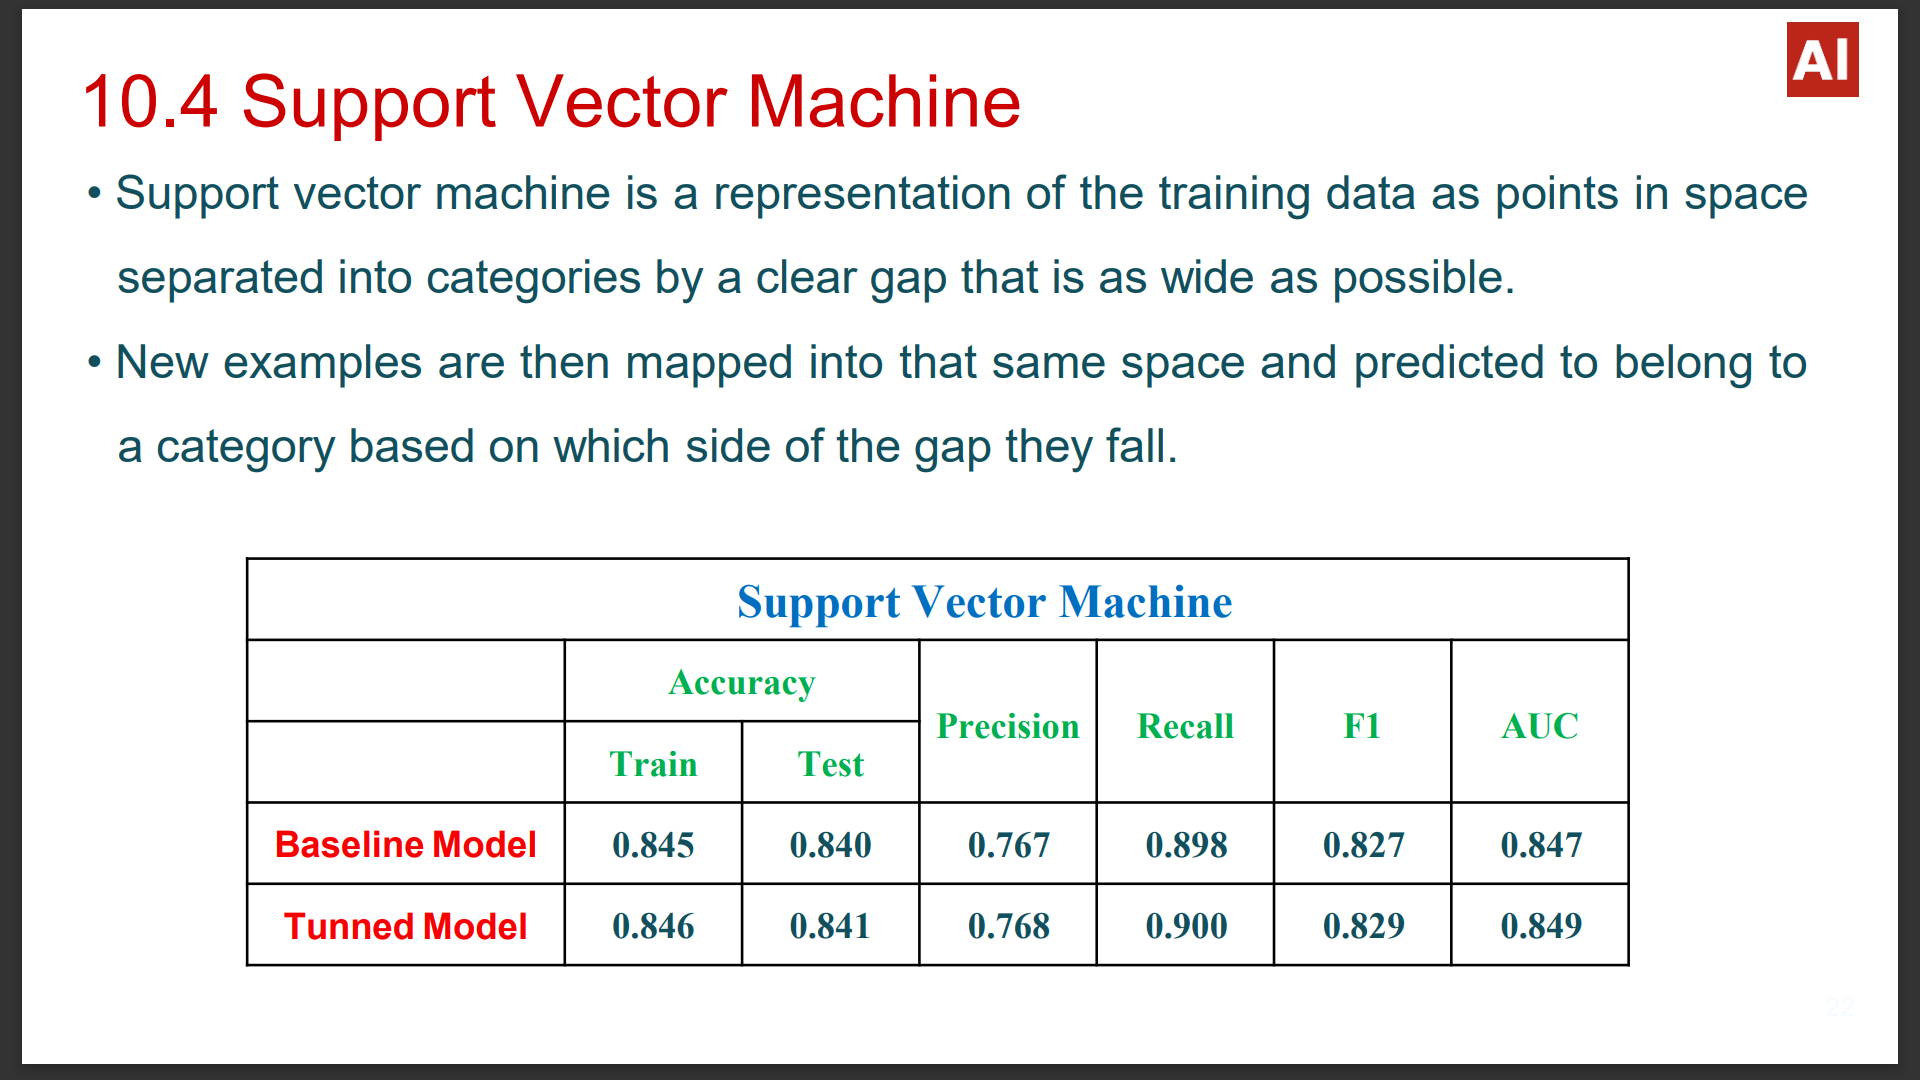 AI
10.4 Support Vector Machine
• Support vector machine is a representation of the training data as points in space
separated into categories by a clear gap that is as wide as possible.
• New examples are then mapped into that same space and predicted to belong to
a category based on which side of the gap they fall.
Support Vector Machine
Accuracy
Precision Recall F1 AUC
Train Test
Baseline Model 0.845 0.840 0.767 0.898 0.827 0.847
Tunned Model 0.846 0.841 0.768 0.900 0.829 0.849
22